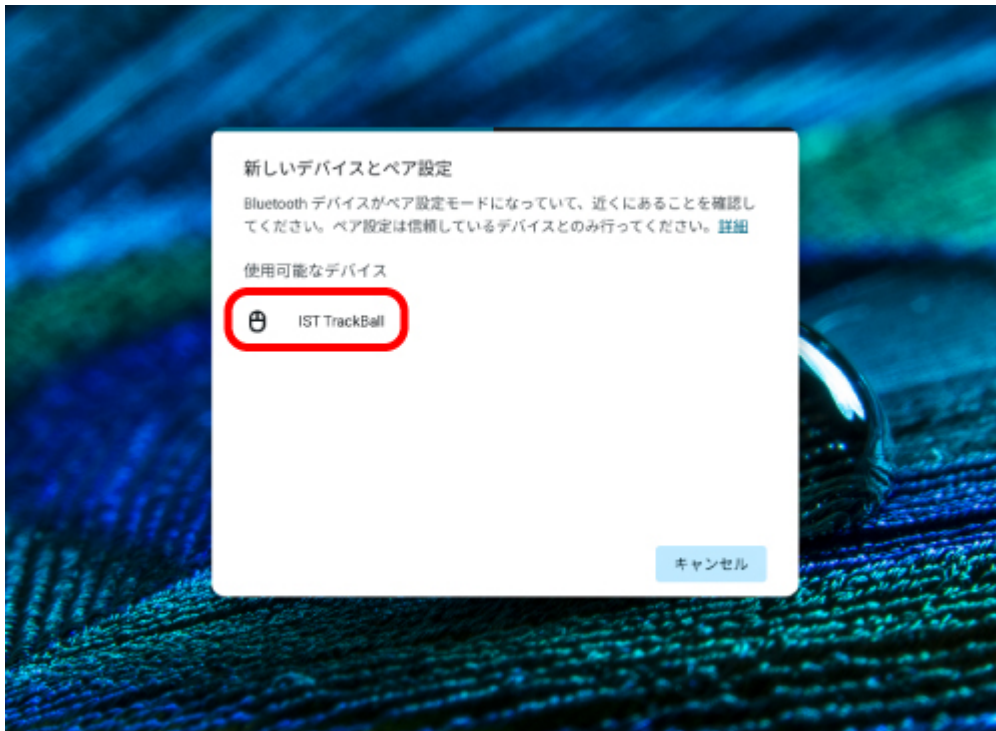 新しいデバイスとペア設定
Bluetooth デバイスがペア設定モードになっていて、近くにあることを確認し
てください。ペア設定は信頼しているデバイスとのみ行ってください。詳細
使用可能なデバイス
IST TrackBall
キャンセル